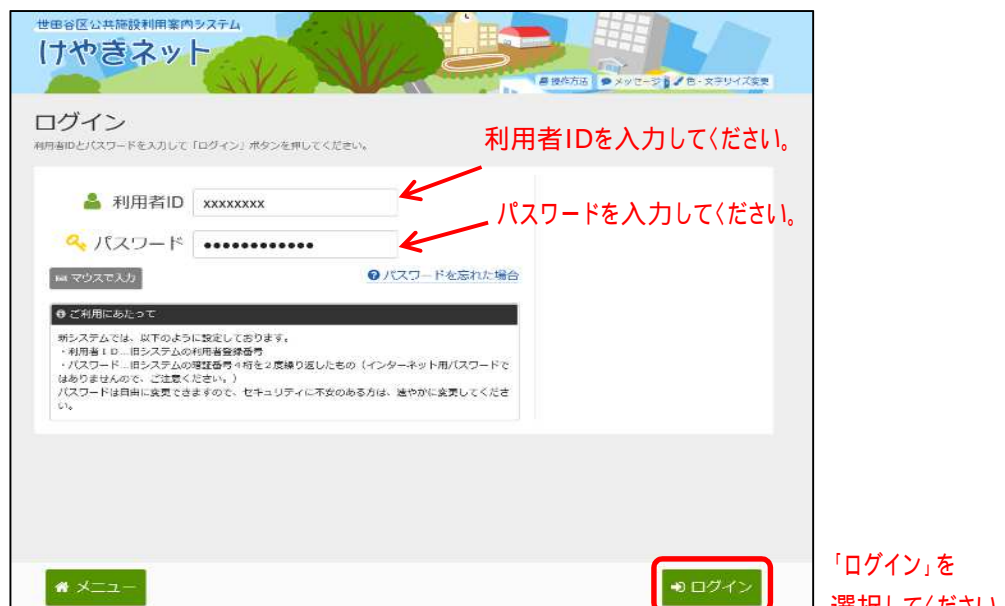 世田谷区公共施設利用案内システム
けやきネット
操作方法 メッセージ 色・文字サイズ変更
ログイン
利用者IDとパスワードを入力して「ログイン」ボタンを押してください。
利用者IDを入力してください。
利用者ID xxxxxxxx
パスワードを入力してください。
パスワード ●●●●●●●●●●●●
マウスで入力 パスワードを忘れた場合
ご利用にあたって
新システムでは、以下のように設定しております。
・利用者ID…旧システムの利用者登録番号
・パスワード…旧システムの暗証番号4桁を2度繰り返したもの（インターネット用パスワードで
はありませんので、ご注意ください。）
パスワードは自由に変更できますので、セキュリティに不安のある方は、速やかに変更してくださ
い。
メニュー
ログイン
「ログイン」を
選択してください